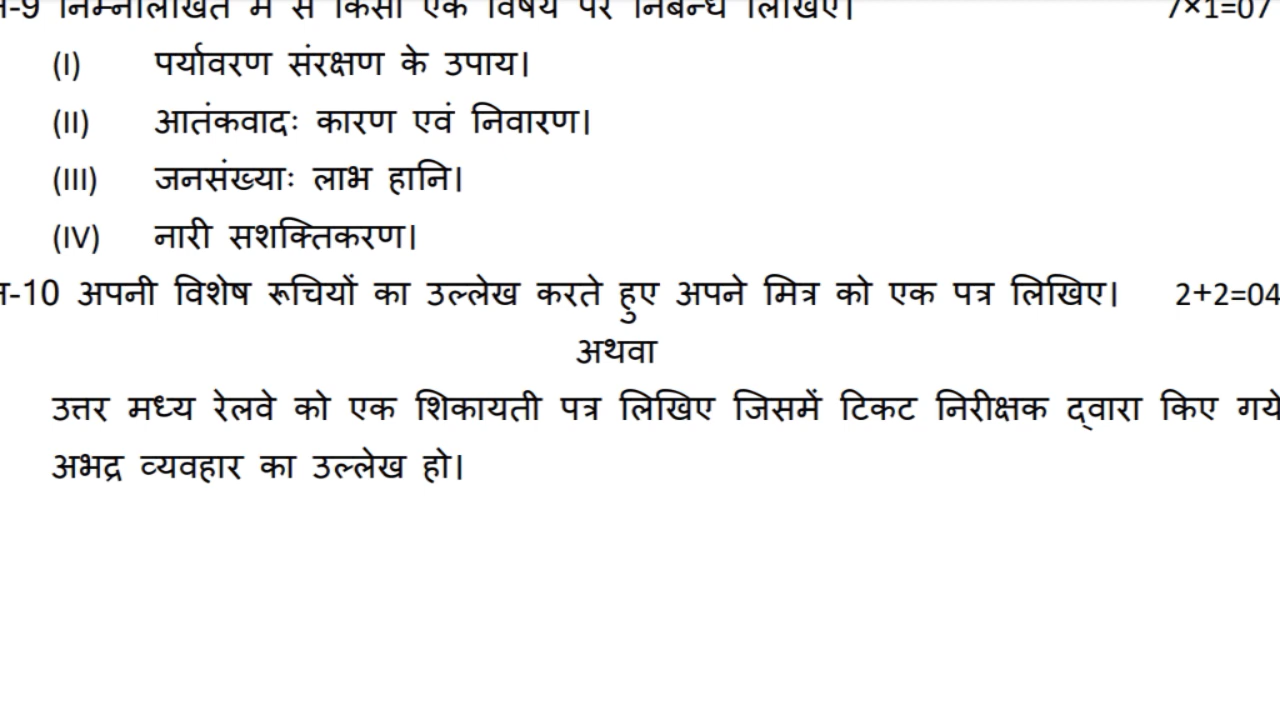 -9 निम्नलिखित में से किसी एक विषय पर निबन्ध लिखिए। 7×1=07
(I) पर्यावरण संरक्षण के उपाय।
(II) आतंकवादः कारण एवं निवारण।
(III) जनसंख्याः लाभ हानि।
(IV) नारी सशक्तिकरण।
-10 अपनी विशेष रूचियों का उल्लेख करते हुए अपने मित्र को एक पत्र लिखिए। 2+2=04
अथवा
उत्तर मध्य रेलवे को एक शिकायती पत्र लिखिए जिसमें टिकट निरीक्षक द्वारा किए गये
अभद्र व्यवहार का उल्लेख हो।